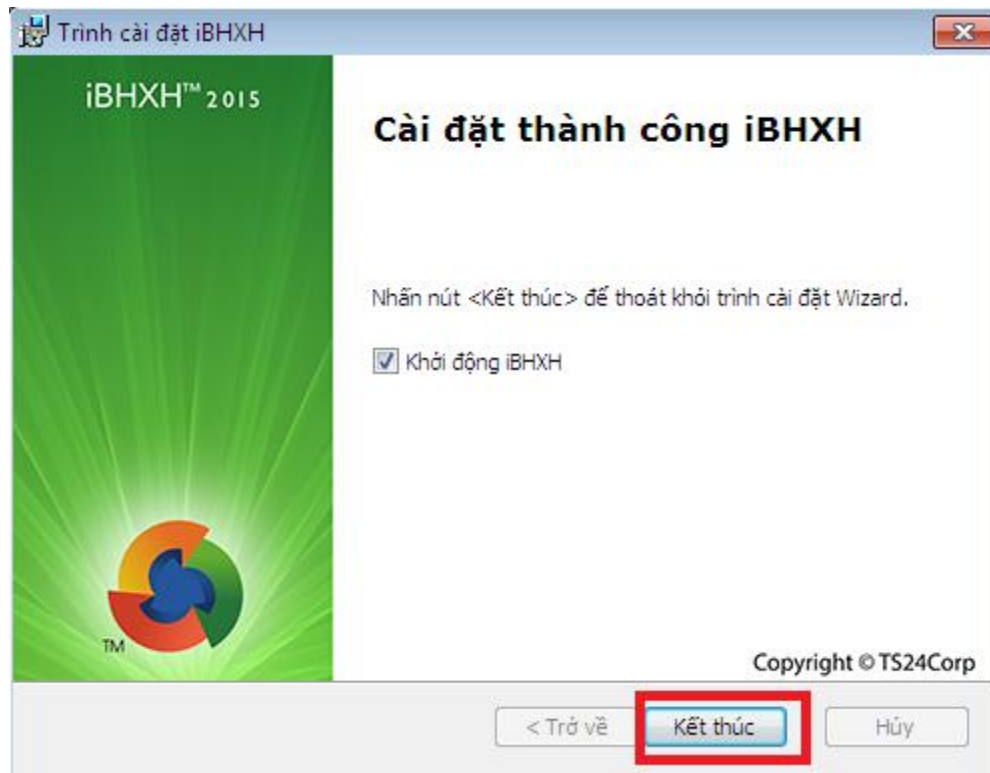 Trình cài đặt iBHXH
iBHXH™ 2015
Cài đặt thành công iBHXH
Nhấn nút <Kết thúc> để thoát khỏi trình cài đặt Wizard.
Khởi động iBHXH
TM
Copyright © TS24Corp
< Trở về
Kết thúc
Hủy